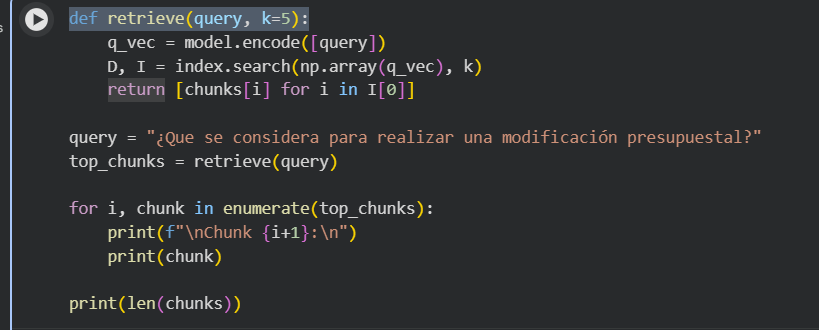 def retrieve(query, k=5):
    q_vec = model.encode([query])
    D, I = index.search(np.array(q_vec), k)
    return [chunks[i] for i in I[0]]

query = "¿Que se considera para realizar una modificación presupuestal?"
top_chunks = retrieve(query)

for i, chunk in enumerate(top_chunks):
    print(f"\nChunk {i+1}:\n")
    print(chunk)

print(len(chunks))